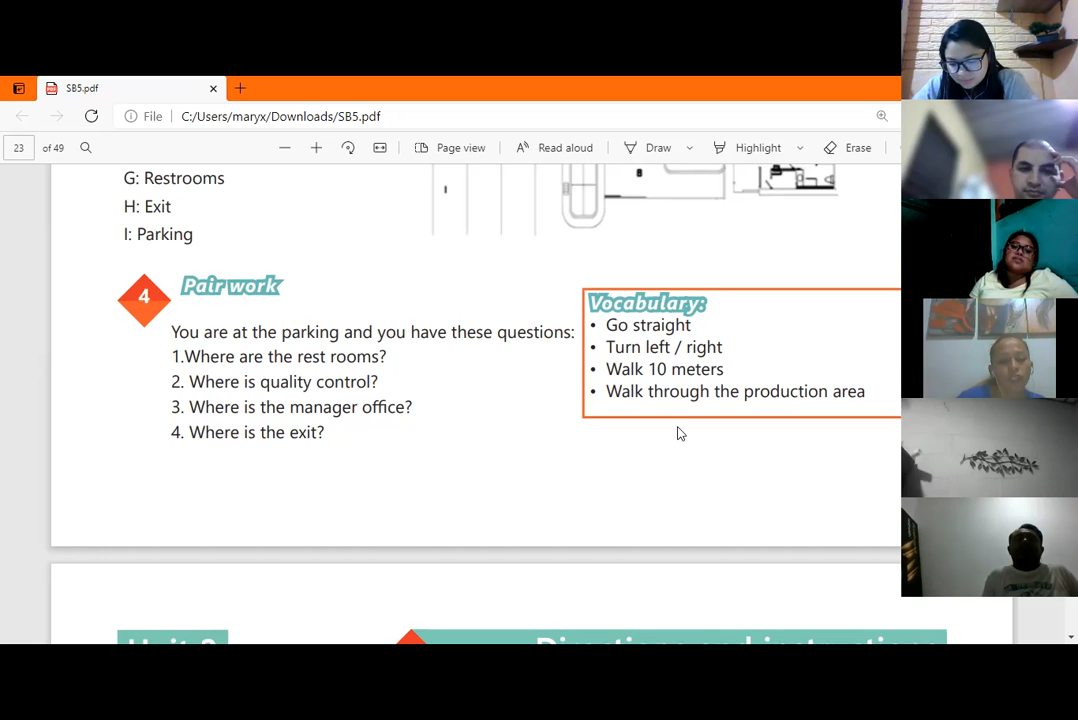 SB5.pdf
File C:/Users/maryx/Downloads/SB5.pdf
23 of 49 Page view Read aloud Draw Highlight Erase
G: Restrooms
H: Exit
I: Parking
4 Pair work
You are at the parking and you have these questions:
1.Where are the rest rooms?
2. Where is quality control?
3. Where is the manager office?
4. Where is the exit?
Vocabulary:
• Go straight
• Turn left / right
• Walk 10 meters
• Walk through the production area